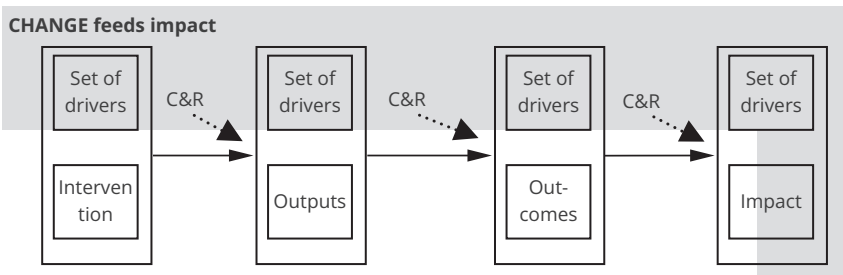 CHANGE feeds impact
Set of
drivers
C&R
Set of
drivers
C&R
Set of
drivers
C&R
Set of
drivers
Interven
tion
Outputs
Out-
comes
Impact